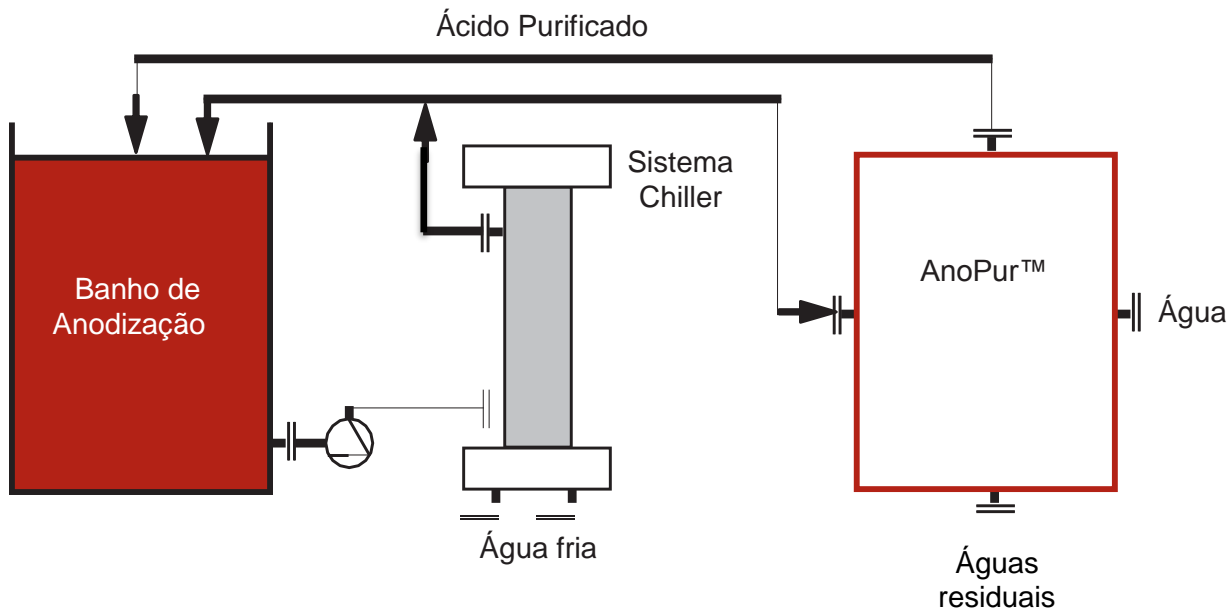 Ácido Purificado
Sistema
Chiller
Banho de
Anodização
AnoPur™
Água
Água fria
Águas
residuais